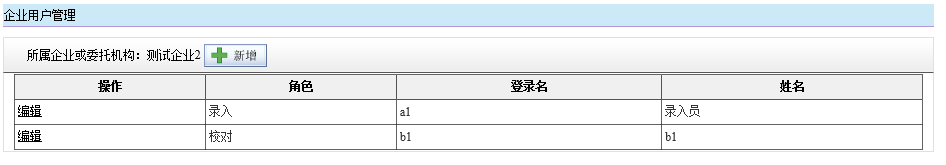 企业用户管理
所属企业或委托机构：测试企业2 新增
操作 角色 登录名 姓名
编辑 录入 a1 录入员
编辑 校对 b1 b1